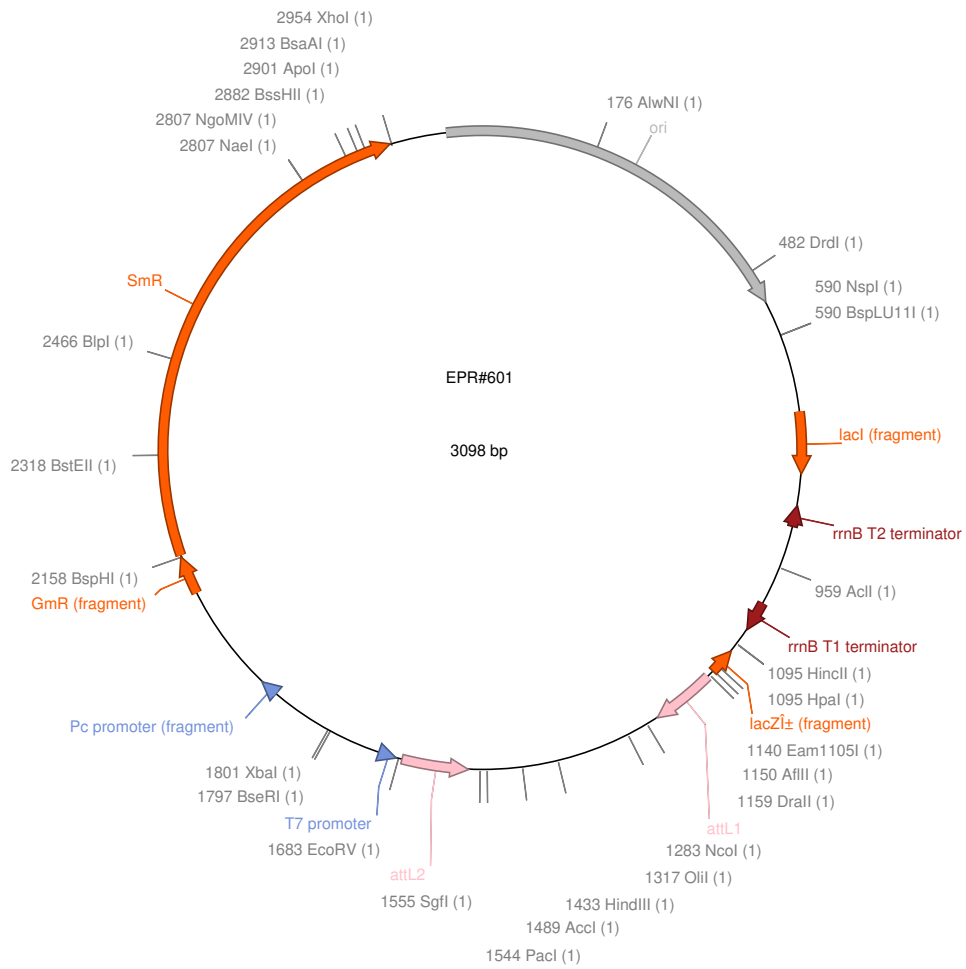 2954 XhoI (1)
2913 BsaAI (1)
2901 ApoI (1)
2882 BssHII (1)
2807 NgoMIV (1)
2807 NaeI (1)
176 AlwNI (1)
ori
482 DrdI (1)
590 NspI (1)
590 BspLU11I (1)
SmR
2466 BlpI (1)
EPR#601
3098 bp
lacI (fragment)
2318 BstEII (1)
rrnB T2 terminator
2158 BspHI (1)
959 AclI (1)
GmR (fragment)
rrnB T1 terminator
1095 HincII (1)
1095 HpaI (1)
lacZÎ± (fragment)
Pc promoter (fragment)
1140 Eam1105I (1)
1150 AflII (1)
1159 DraII (1)
1801 XbaI (1)
1797 BseRI (1)
T7 promoter
attL1
1683 EcoRV (1)
1283 NcoI (1)
attL2
1317 OliI (1)
1555 SgfI (1)
1433 HindIII (1)
1489 AccI (1)
1544 PacI (1)